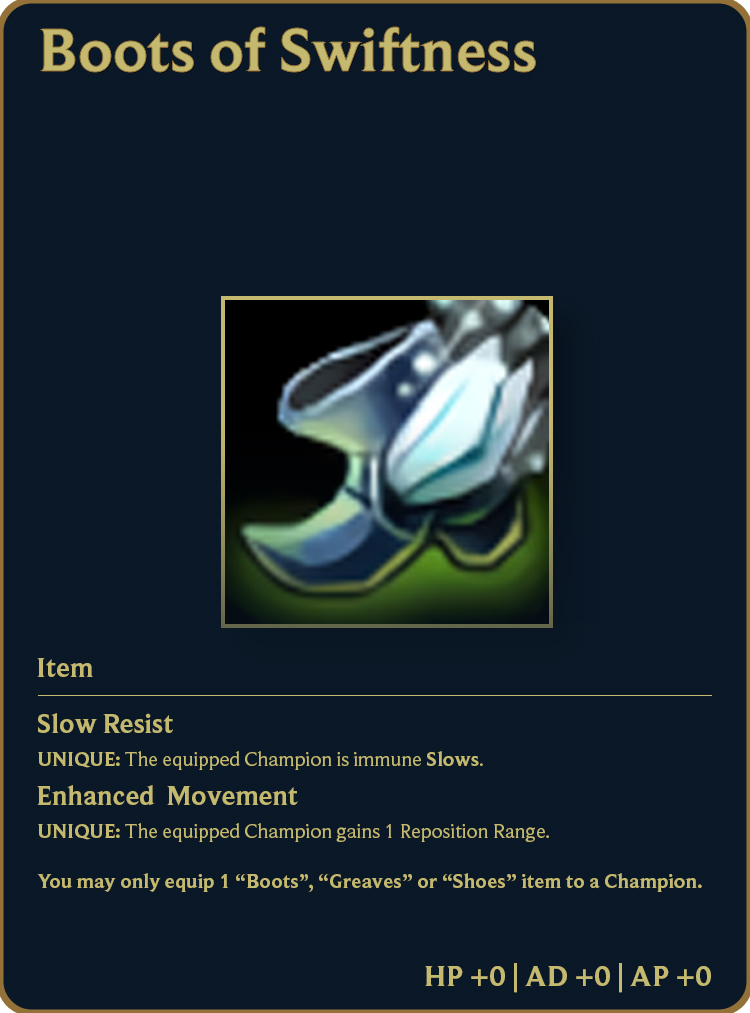 Boots of Swiftness
Item
Slow Resist
UNIQUE: The equipped Champion is immune Slows.
Enhanced Movement
UNIQUE: The equipped Champion gains 1 Reposition Range.
You may only equip 1 “Boots”, “Greaves” or “Shoes” item to a Champion.
HP +0 | AD +0 | AP +0